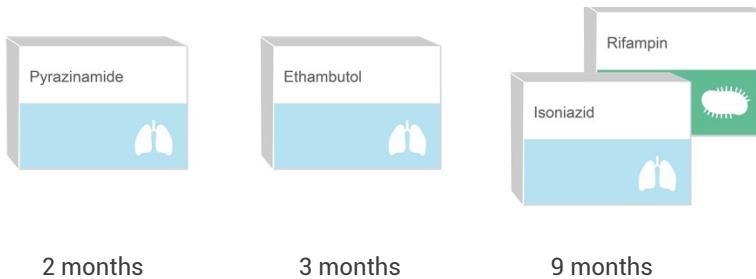 Rifampin
Pyrazinamide
Ethambutol
Isoniazid
2 months
3 months
9 months